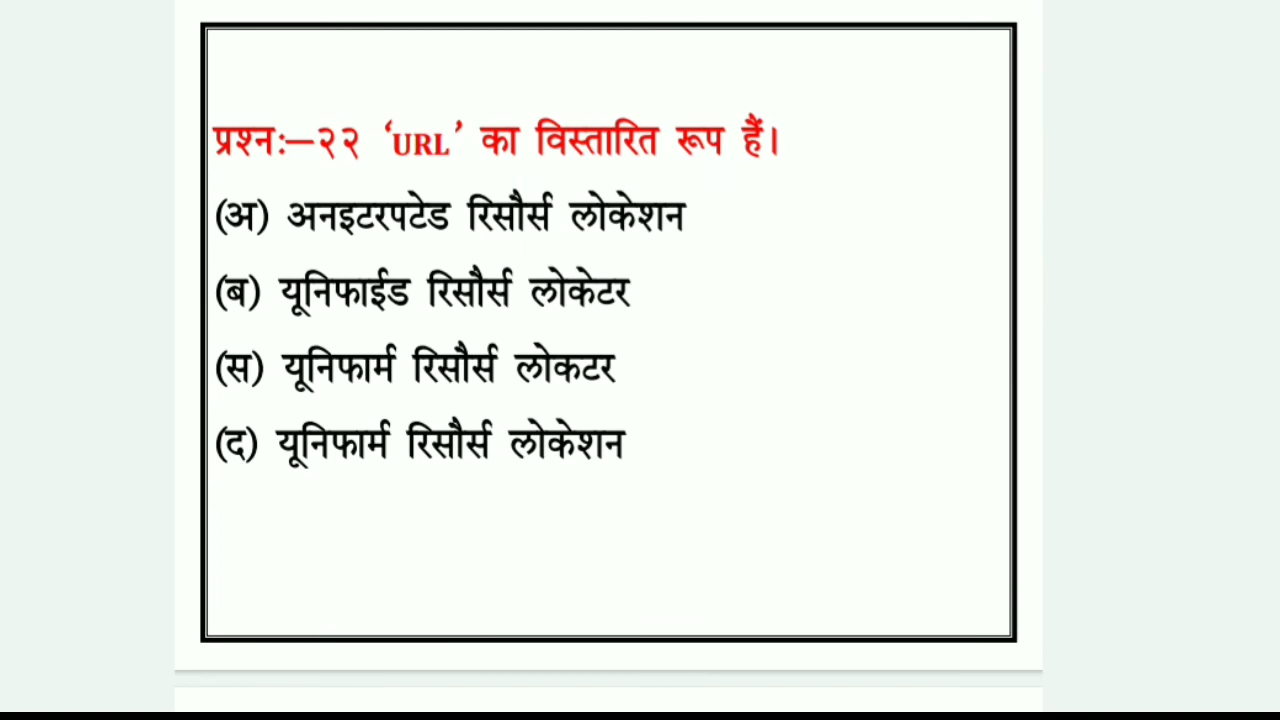 प्रश्नः—२२ ‘URL’ का विस्तारित रूप हैं।
(अ) अनइटरपटेड रिसौर्स लोकेशन
(ब) यूनिफाईड रिसौर्स लोकेटर
(स) यूनिफार्म रिसौर्स लोकटर
(द) यूनिफार्म रिसौर्स लोकेशन